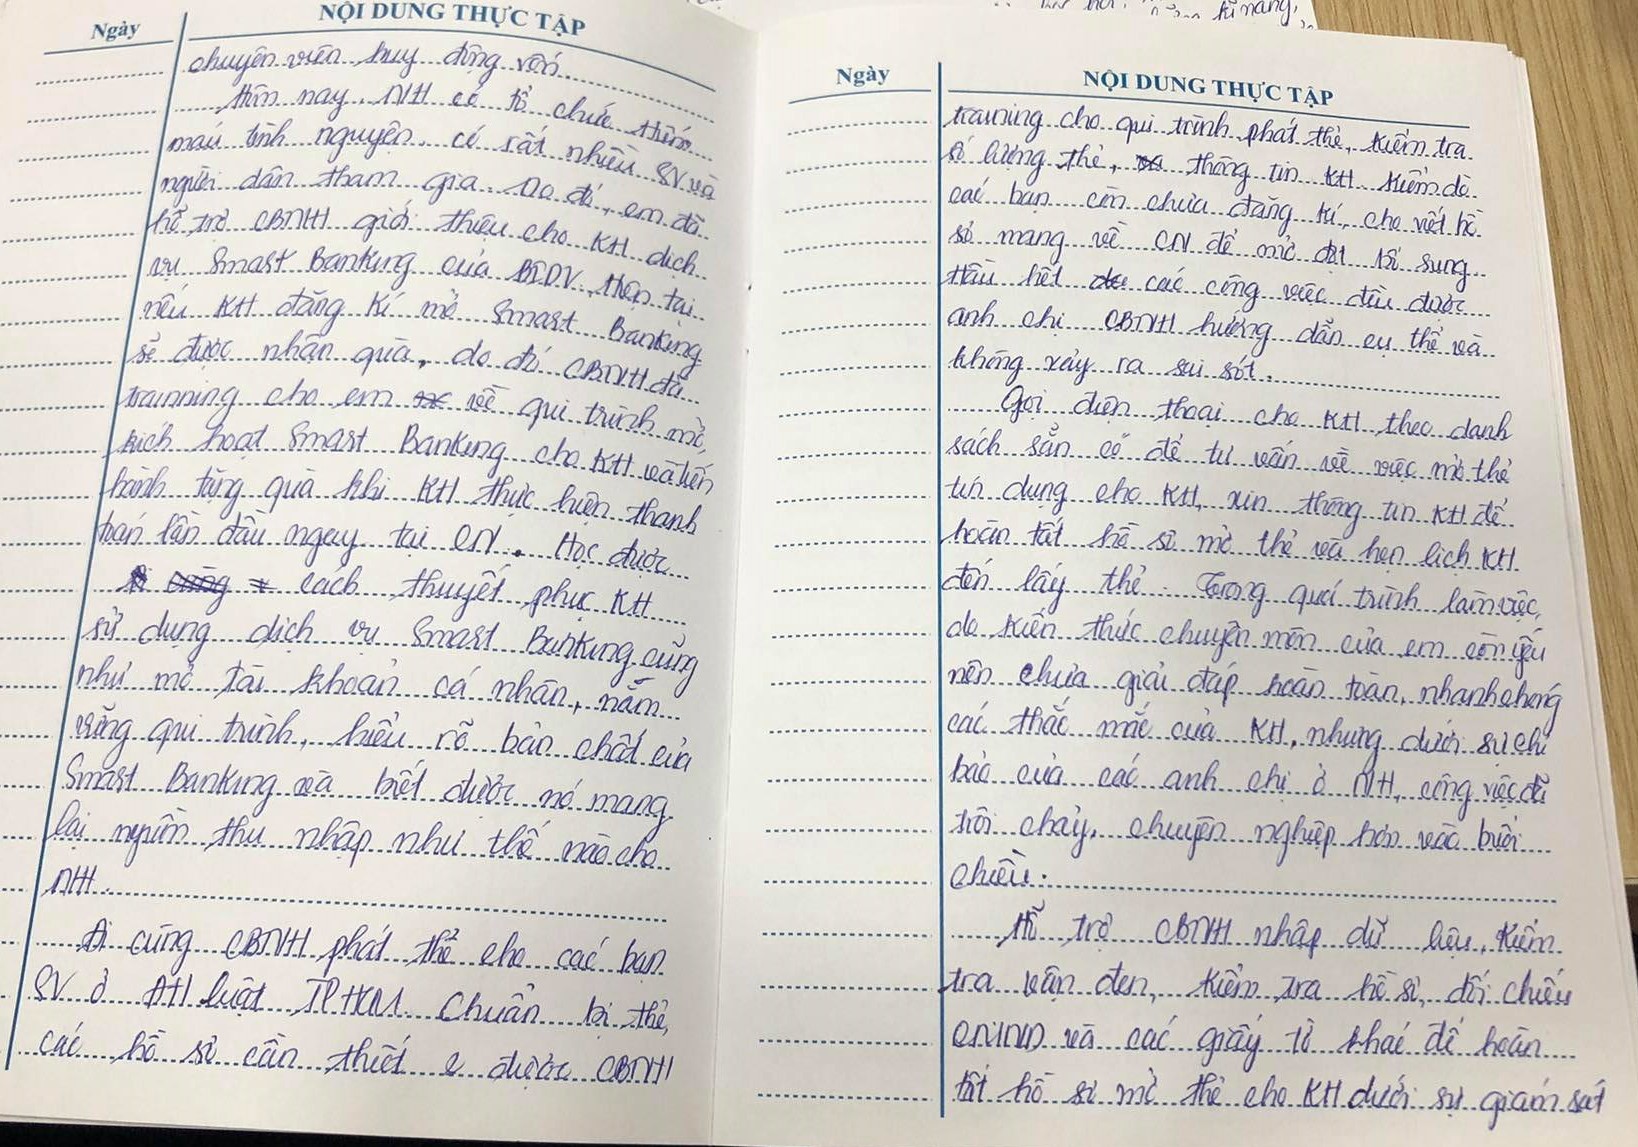 Ngày
NỘI DUNG THỰC TẬP
chuyên viên huy động vốn.
Hôm nay, NH có tổ chức hiến
máu tình nguyện, có rất nhiều SV và
người dân tham gia. Do đó, em đã
hỗ trợ CBNH giới thiệu cho KH dịch
vụ Smart Banking của BIDV, hiện tại
nếu KH đăng kí mở Smart Banking
sẽ được nhận quà, do đó CBNH đã
trainning cho em về qui trình mở,
kích hoạt Smart Banking cho KH và tiến
hành tặng quà khi KH thực hiện thanh
toán lần đầu ngay tại CN. Học được
cách thuyết phục KH
sử dụng dịch vụ Smart Banking cũng
như mở tài khoản cá nhân, nắm
vững qui trình, hiểu rõ bản chất của
Smart Banking và biết được nó mang
lại nguồn thu nhập như thế nào cho
NH.
Đi cùng CBNH phát thẻ cho các bạn
SV ở ĐH luật TPHCM. Chuẩn bị thẻ,
các hồ sơ cần thiết được CBNH
Ngày
NỘI DUNG THỰC TẬP
training cho qui trình phát thẻ, kiểm tra
số lượng thẻ, thông tin KH. Kiểm dò
các bạn còn chưa đăng kí, cho viết hồ
sơ mang về CN để mở đợt bổ sung.
Hầu hết các công việc đều được
anh chị CBNH hướng dẫn cụ thể và
không xảy ra sai sót.
Gọi điện thoại cho KH theo danh
sách sẵn có để tư vấn về việc mở thẻ
tín dụng cho KH, xin thông tin KH để
hoàn tất hồ sơ mở thẻ và hẹn lịch KH
đến lấy thẻ. Trong quá trình làm việc,
do kiến thức chuyên môn của em còn yếu
nên chưa giải đáp hoàn toàn, nhanh chóng
các thắc mắc của KH, nhưng dưới sự chỉ
bảo của các anh chị ở NH, công việc đã
trôi chảy, chuyên nghiệp hơn vào buổi
chiều.
Hỗ trợ CBNH nhập dữ liệu, kiểm
tra vân đen, kiểm tra hồ sơ, đối chiếu
CMND và các giấy tờ khác để hoàn
tất hồ sơ mở thẻ cho KH dưới sự giám sát